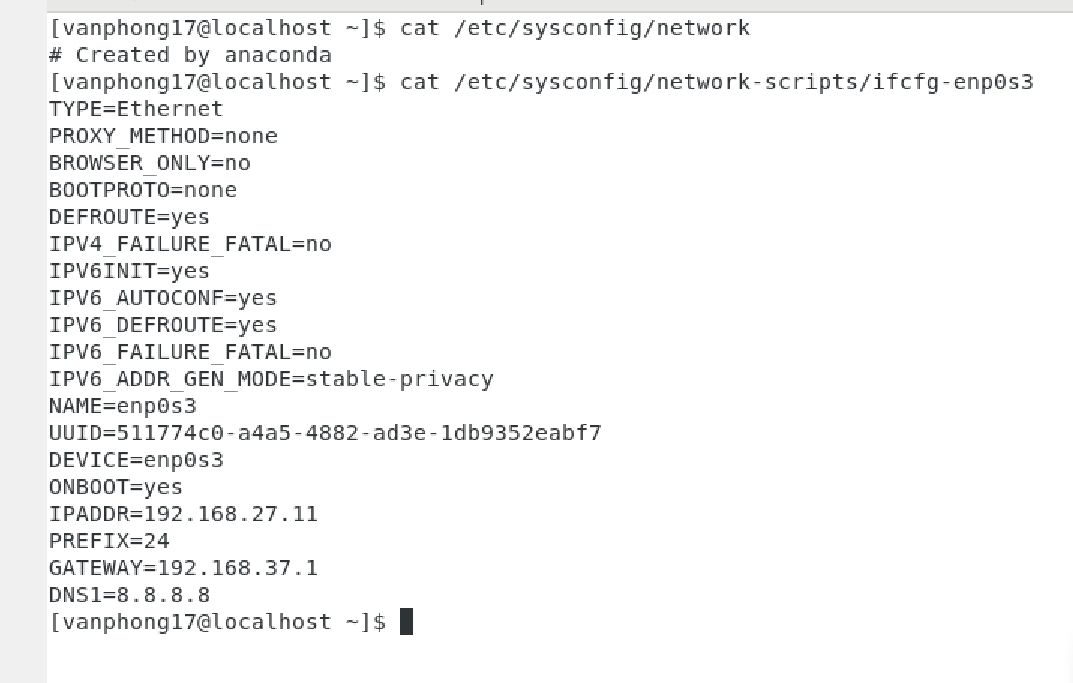 [vanphong17@localhost ~]$ cat /etc/sysconfig/network
# Created by anaconda
[vanphong17@localhost ~]$ cat /etc/sysconfig/network-scripts/ifcfg-enp0s3
TYPE=Ethernet
PROXY_METHOD=none
BROWSER_ONLY=no
BOOTPROTO=none
DEFROUTE=yes
IPV4_FAILURE_FATAL=no
IPV6INIT=yes
IPV6_AUTOCONF=yes
IPV6_DEFROUTE=yes
IPV6_FAILURE_FATAL=no
IPV6_ADDR_GEN_MODE=stable-privacy
NAME=enp0s3
UUID=511774c0-a4a5-4882-ad3e-1db9352eabf7
DEVICE=enp0s3
ONBOOT=yes
IPADDR=192.168.27.11
PREFIX=24
GATEWAY=192.168.37.1
DNS1=8.8.8.8
[vanphong17@localhost ~]$